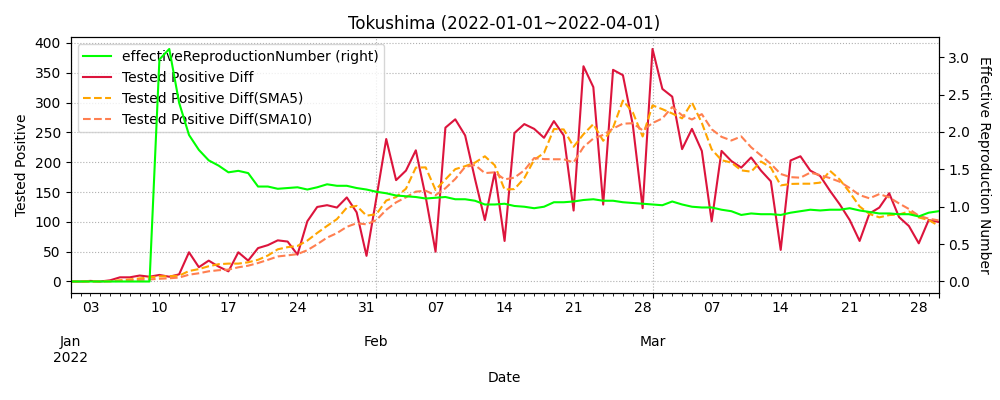 Tokushima (2022-01-01~2022-04-01)
effectiveReproductionNumber (right)
Tested Positive Diff
Tested Positive Diff(SMA5)
Tested Positive Diff(SMA10)
Tested Positive
400
350
300
250
200
150
100
50
0
Effective Reproduction Number
3.0
2.5
2.0
1.5
1.0
0.5
0.0
03 10 17 24 31 07 14 21 28 07 14 21 28
Jan Feb Mar
2022
Date